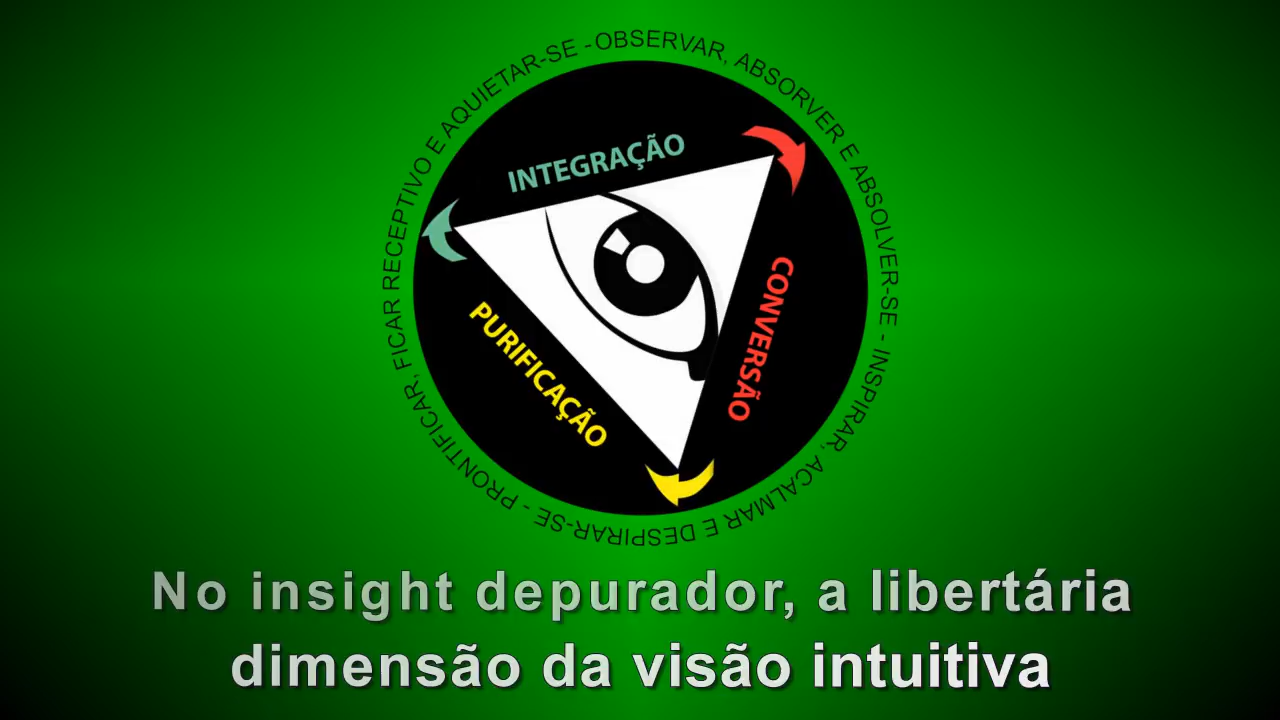 OBSERVAR, ABSORVER E ABSOLVER-SE - INSPIRAR, ACALMAR E DESPIRAR-SE - PRONTIFICAR, FICAR RECEPTIVO E AQUIETAR-SE -
INTEGRAÇÃO
CONVERSÃO
PURIFICAÇÃO
No insight depurador, a libertária
dimensão da visão intuitiva